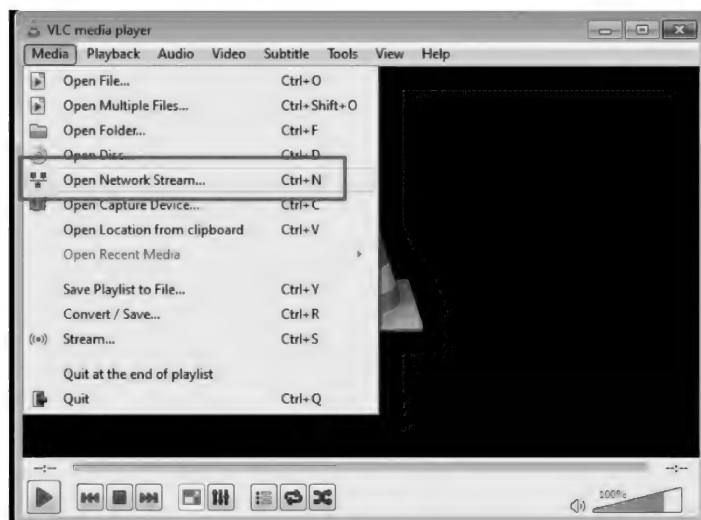 VLC media player
Media Playback Audio Video Subtitle Tools View Help
Open File... Ctrl+O
Open Multiple Files... Ctrl+Shift+O
Open Folder... Ctrl+F
Open Disc... Ctrl+D
Open Network Stream... Ctrl+N
Open Capture Device... Ctrl+C
Open Location from clipboard Ctrl+V
Open Recent Media
Save Playlist to File... Ctrl+Y
Convert / Save... Ctrl+R
Stream... Ctrl+S
Quit at the end of playlist
Quit Ctrl+Q
--:-- --:--
100%